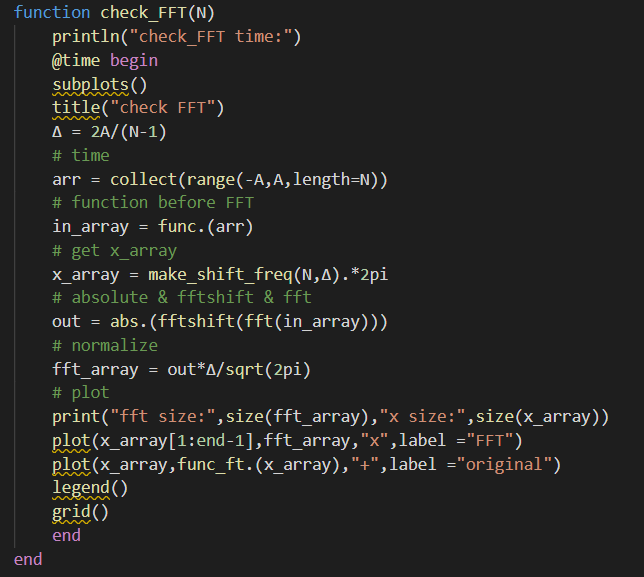 function check_FFT(N)
    println("check_FFT time:")
    @time begin
    subplots()
    title("check FFT")
    Δ = 2A/(N-1)
    # time
    arr = collect(range(-A,A,length=N))
    # function before FFT
    in_array = func.(arr)
    # get x_array
    x_array = make_shift_freq(N,Δ).*2pi
    # absolute & fftshift & fft
    out = abs.(fftshift(fft(in_array)))
    # normalize
    fft_array = out*Δ/sqrt(2pi)
    # plot
    print("fft size:",size(fft_array),"x size:",size(x_array))
    plot(x_array[1:end-1],fft_array,"x",label ="FFT")
    plot(x_array,func_ft.(x_array),"+",label ="original")
    legend()
    grid()
    end
end